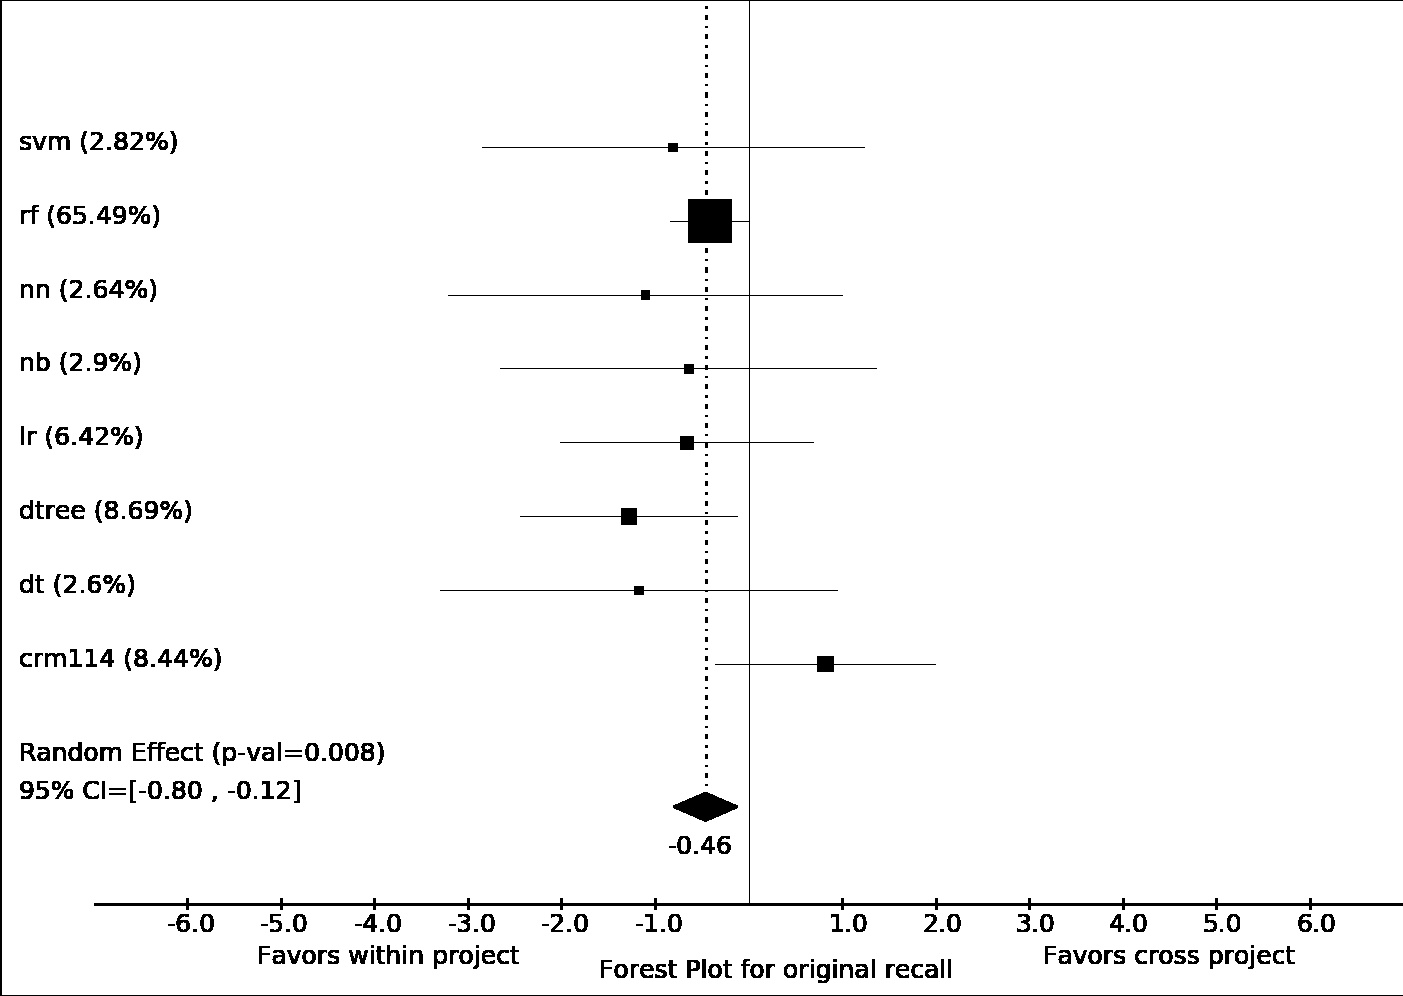 svm (2.82%)
rf (65.49%)
nn (2.64%)
nb (2.9%)
lr (6.42%)
dtree (8.69%)
dt (2.6%)
crm114 (8.44%)
Random Effect (p-val=0.008)
95% CI=[-0.80 , -0.12]
-0.46
-6.0 -5.0 -4.0 -3.0 -2.0 -1.0 1.0 2.0 3.0 4.0 5.0 6.0
Favors within project Favors cross project
Forest Plot for original recall